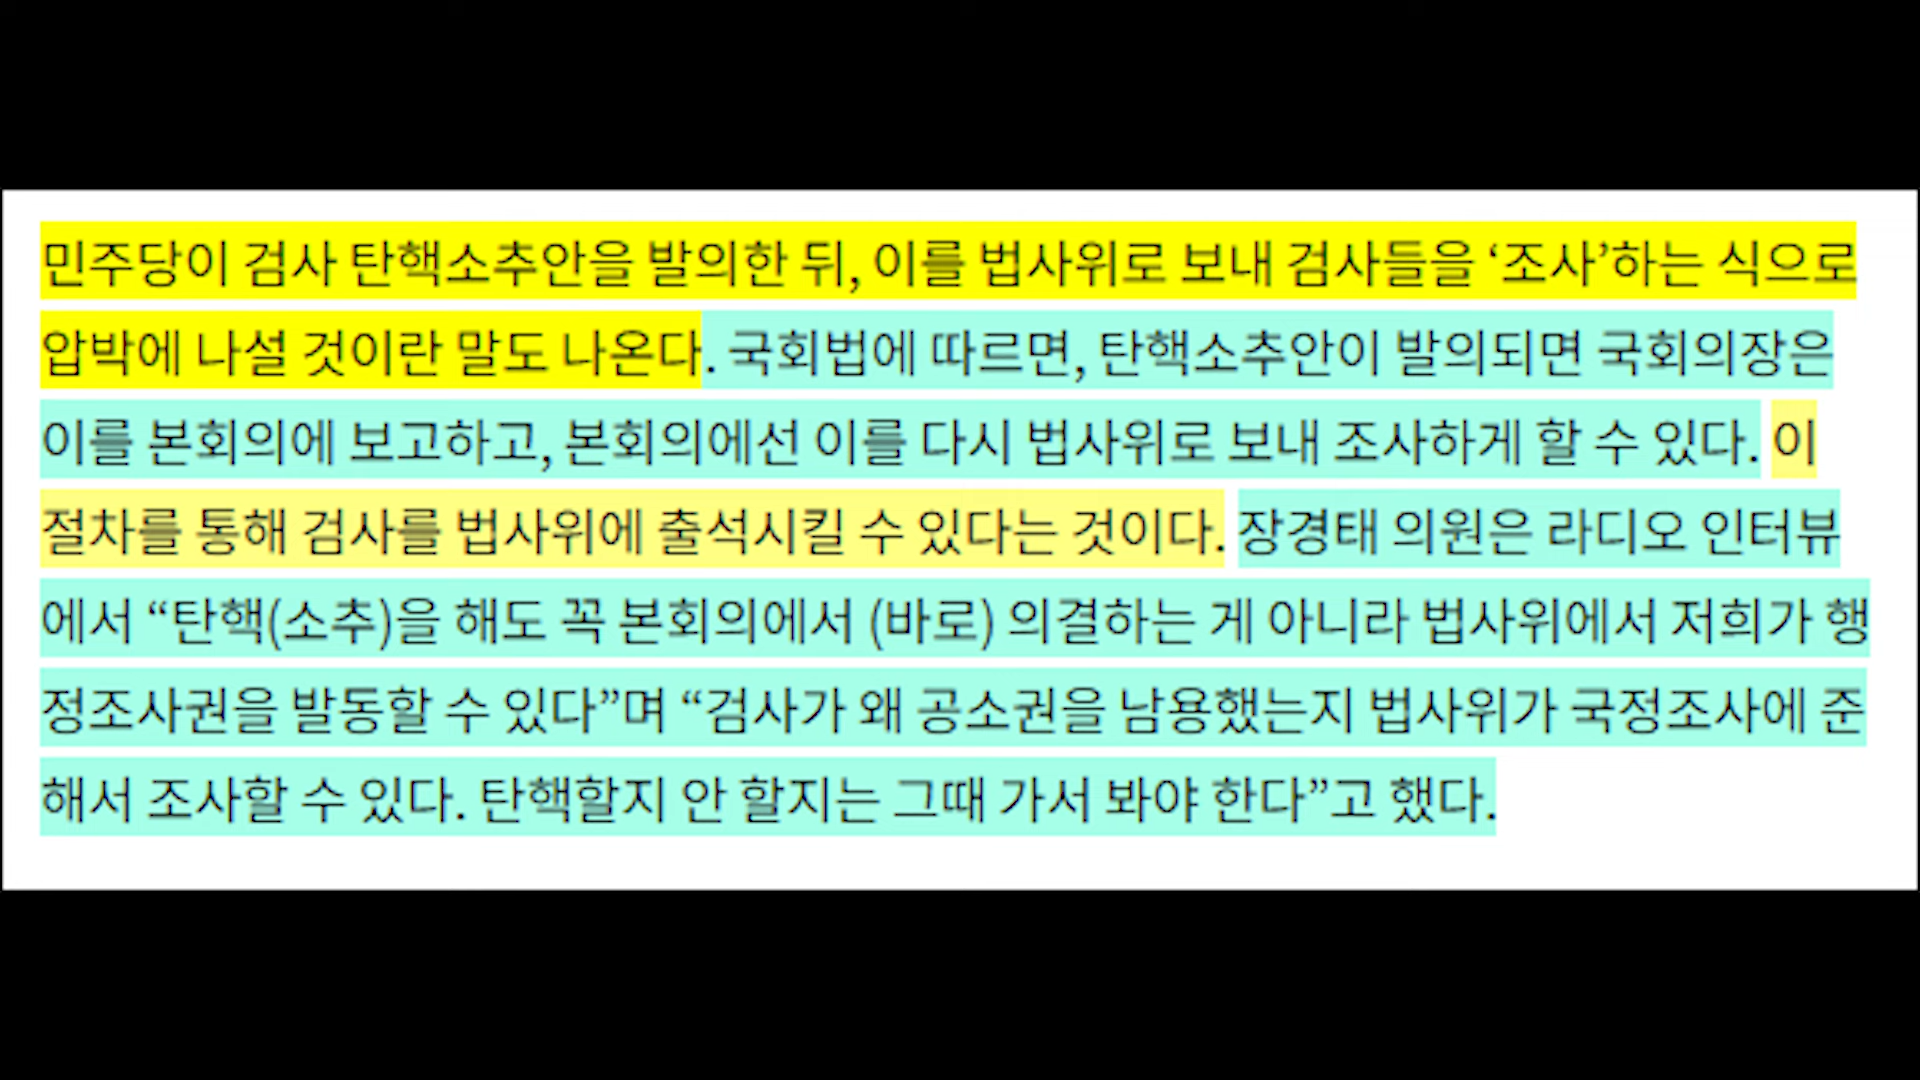 민주당이 검사 탄핵소추안을 발의한 뒤, 이를 법사위로 보내 검사들을 ‘조사’하는 식으로
압박에 나설 것이란 말도 나온다. 국회법에 따르면, 탄핵소추안이 발의되면 국회의장은
이를 본회의에 보고하고, 본회의에선 이를 다시 법사위로 보내 조사하게 할 수 있다. 이
절차를 통해 검사를 법사위에 출석시킬 수 있다는 것이다. 장경태 의원은 라디오 인터뷰
에서 “탄핵(소추)을 해도 꼭 본회의에서 (바로) 의결하는 게 아니라 법사위에서 저희가 행
정조사권을 발동할 수 있다”며 “검사가 왜 공소권을 남용했는지 법사위가 국정조사에 준
해서 조사할 수 있다. 탄핵할지 안 할지는 그때 가서 봐야 한다”고 했다.